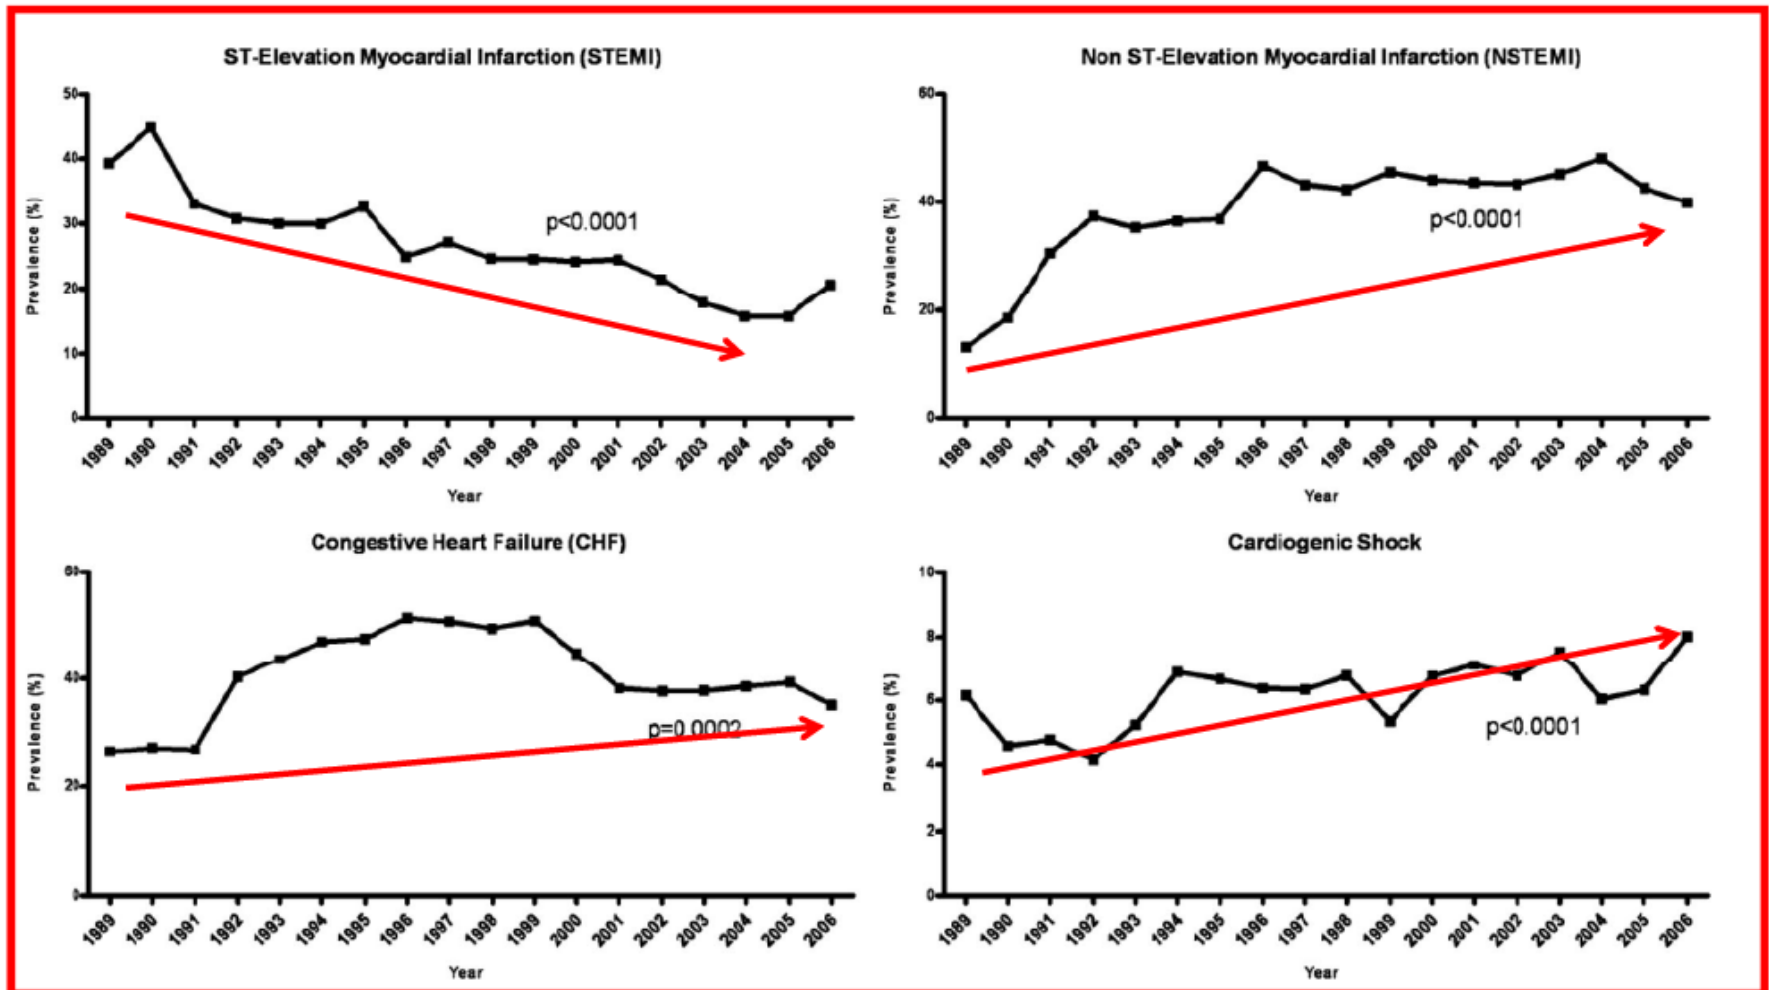 ST-Elevation Myocardial Infarction (STEMI)
50
40
30
20
10
0
Prevalence (%)
p<0.0001
1989 1990 1991 1992 1993 1994 1995 1996 1997 1998 1999 2000 2001 2002 2003 2004 2005 2006
Year
Non ST-Elevation Myocardial Infarction (NSTEMI)
60
40
20
0
Prevalence (%)
p<0.0001
1989 1990 1991 1992 1993 1994 1995 1996 1997 1998 1999 2000 2001 2002 2003 2004 2005 2006
Year
Congestive Heart Failure (CHF)
60
40
20
0
Prevalence (%)
p=0.0002
1989 1990 1991 1992 1993 1994 1995 1996 1997 1998 1999 2000 2001 2002 2003 2004 2005 2006
Year
Cardiogenic Shock
10
8
6
4
2
0
Prevalence (%)
p<0.0001
1989 1990 1991 1992 1993 1994 1995 1996 1997 1998 1999 2000 2001 2002 2003 2004 2005 2006
Year